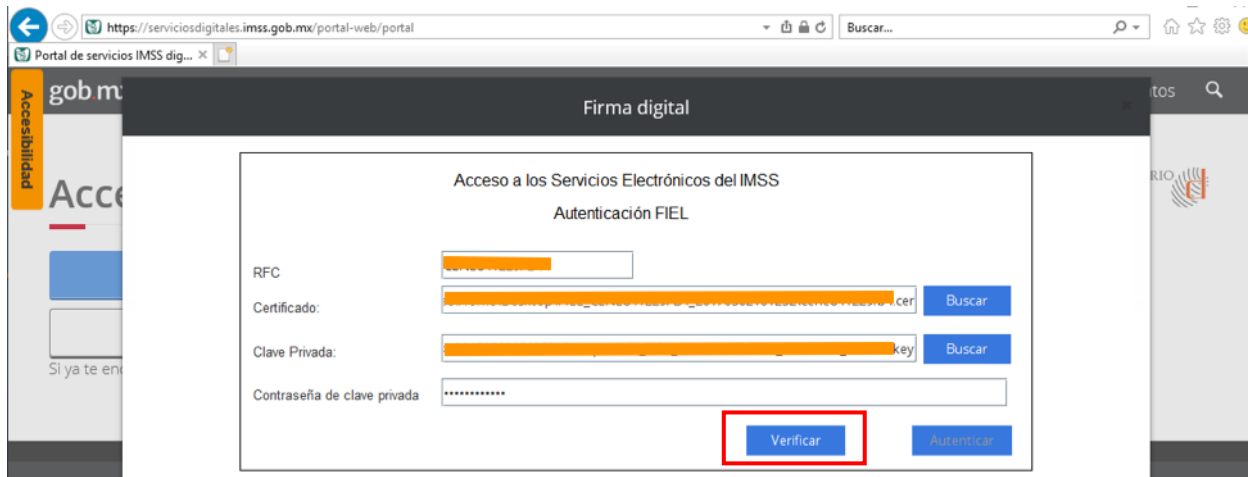 https://serviciosdigitales.imss.gob.mx/portal-web/portal
Buscar...
Portal de servicios IMSS dig...
Accesibilidad
gob.m
Firma digital
tos
Acce
RIO
Acceso a los Servicios Electrónicos del IMSS
Autenticación FIEL
RFC
Certificado:
.cer
Buscar
Clave Privada:
key
Buscar
Si ya te en
Contraseña de clave privada
••••••••••••
Verificar
Autenticar